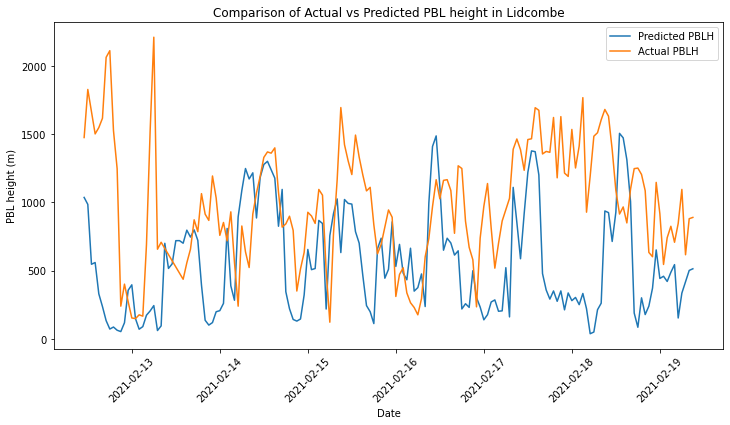 Comparison of Actual vs Predicted PBL height in Lidcombe
Predicted PBLH
Actual PBLH
PBL height (m)
2000
1500
1000
500
0
2021-02-13
2021-02-14
2021-02-15
2021-02-16
2021-02-17
2021-02-18
2021-02-19
Date